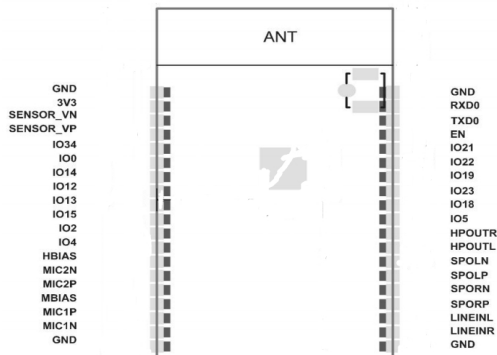 ANT
GND
3V3
SENSOR_VN
SENSOR_VP
IO34
IO0
IO14
IO12
IO13
IO15
IO2
IO4
HBIAS
MIC2N
MIC2P
MBIAS
MIC1P
MIC1N
GND
GND
RXD0
TXD0
EN
IO21
IO22
IO19
IO23
IO18
IO5
HPOUTR
HPOUTL
SPOLN
SPOLP
SPORN
SPORP
LINEINL
LINEINR
GND